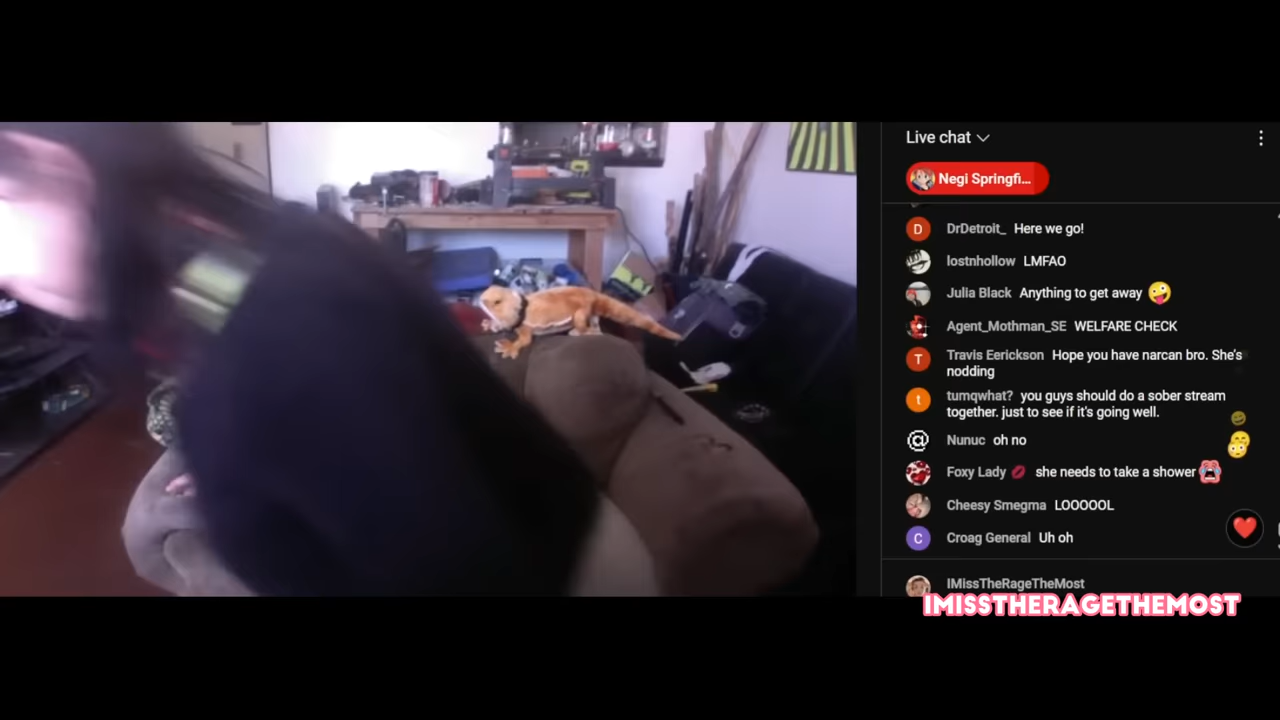 Live chat
Negi Springfi...
DrDetroit_ Here we go!
lostnhollow LMFAO
Julia Black Anything to get away
Agent_Mothman_SE WELFARE CHECK
Travis Eerickson Hope you have narcan bro. She's
nodding
tumqwhat? you guys should do a sober stream
together. just to see if it's going well.
Nunuc oh no
Foxy Lady she needs to take a shower
Cheesy Smegma LOOOOOL
Croag General Uh oh
IMissTheRageTheMost
IMISSTHERAGETHEMOST